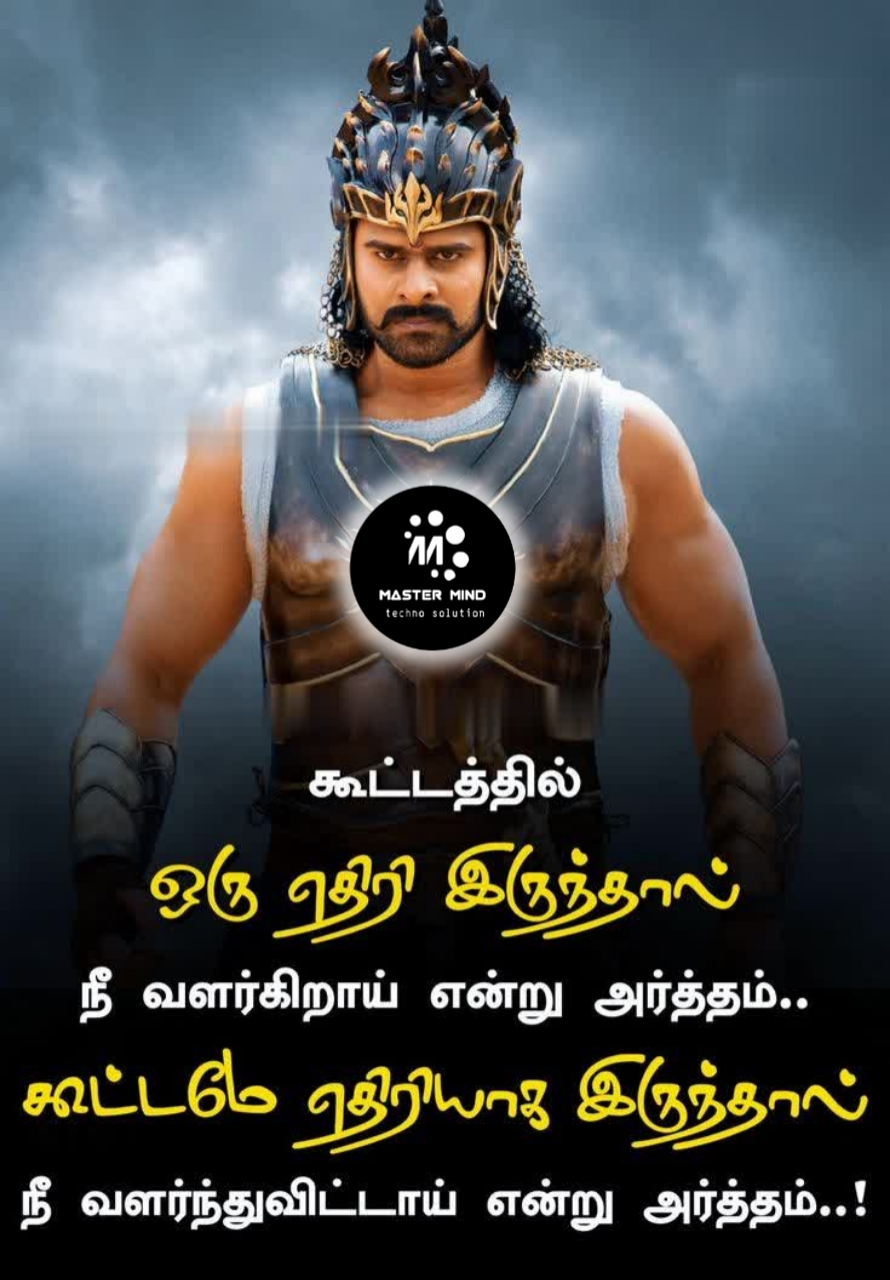 MASTER MIND
techno solution
கூட்டத்தில்
ஒரு எதிரி இருந்தால்
நீ வளர்கிறாய் என்று அர்த்தம்..
கூட்டமே எதிரியாக இருந்தால்
நீ வளர்ந்துவிட்டாய் என்று அர்த்தம்..!